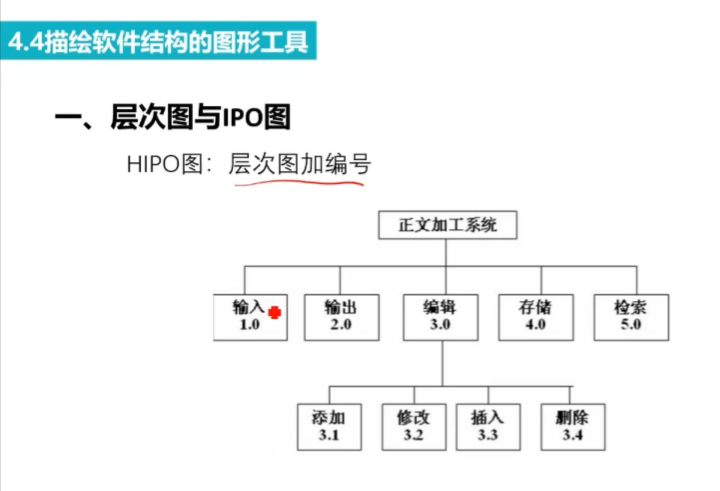 4.4描绘软件结构的图形工具
一、层次图与IPO图
HIPO图：层次图加编号
正文加工系统
输入 输出 编辑 存储 检索
1.0 2.0 3.0 4.0 5.0
添加 修改 插入 删除
3.1 3.2 3.3 3.4